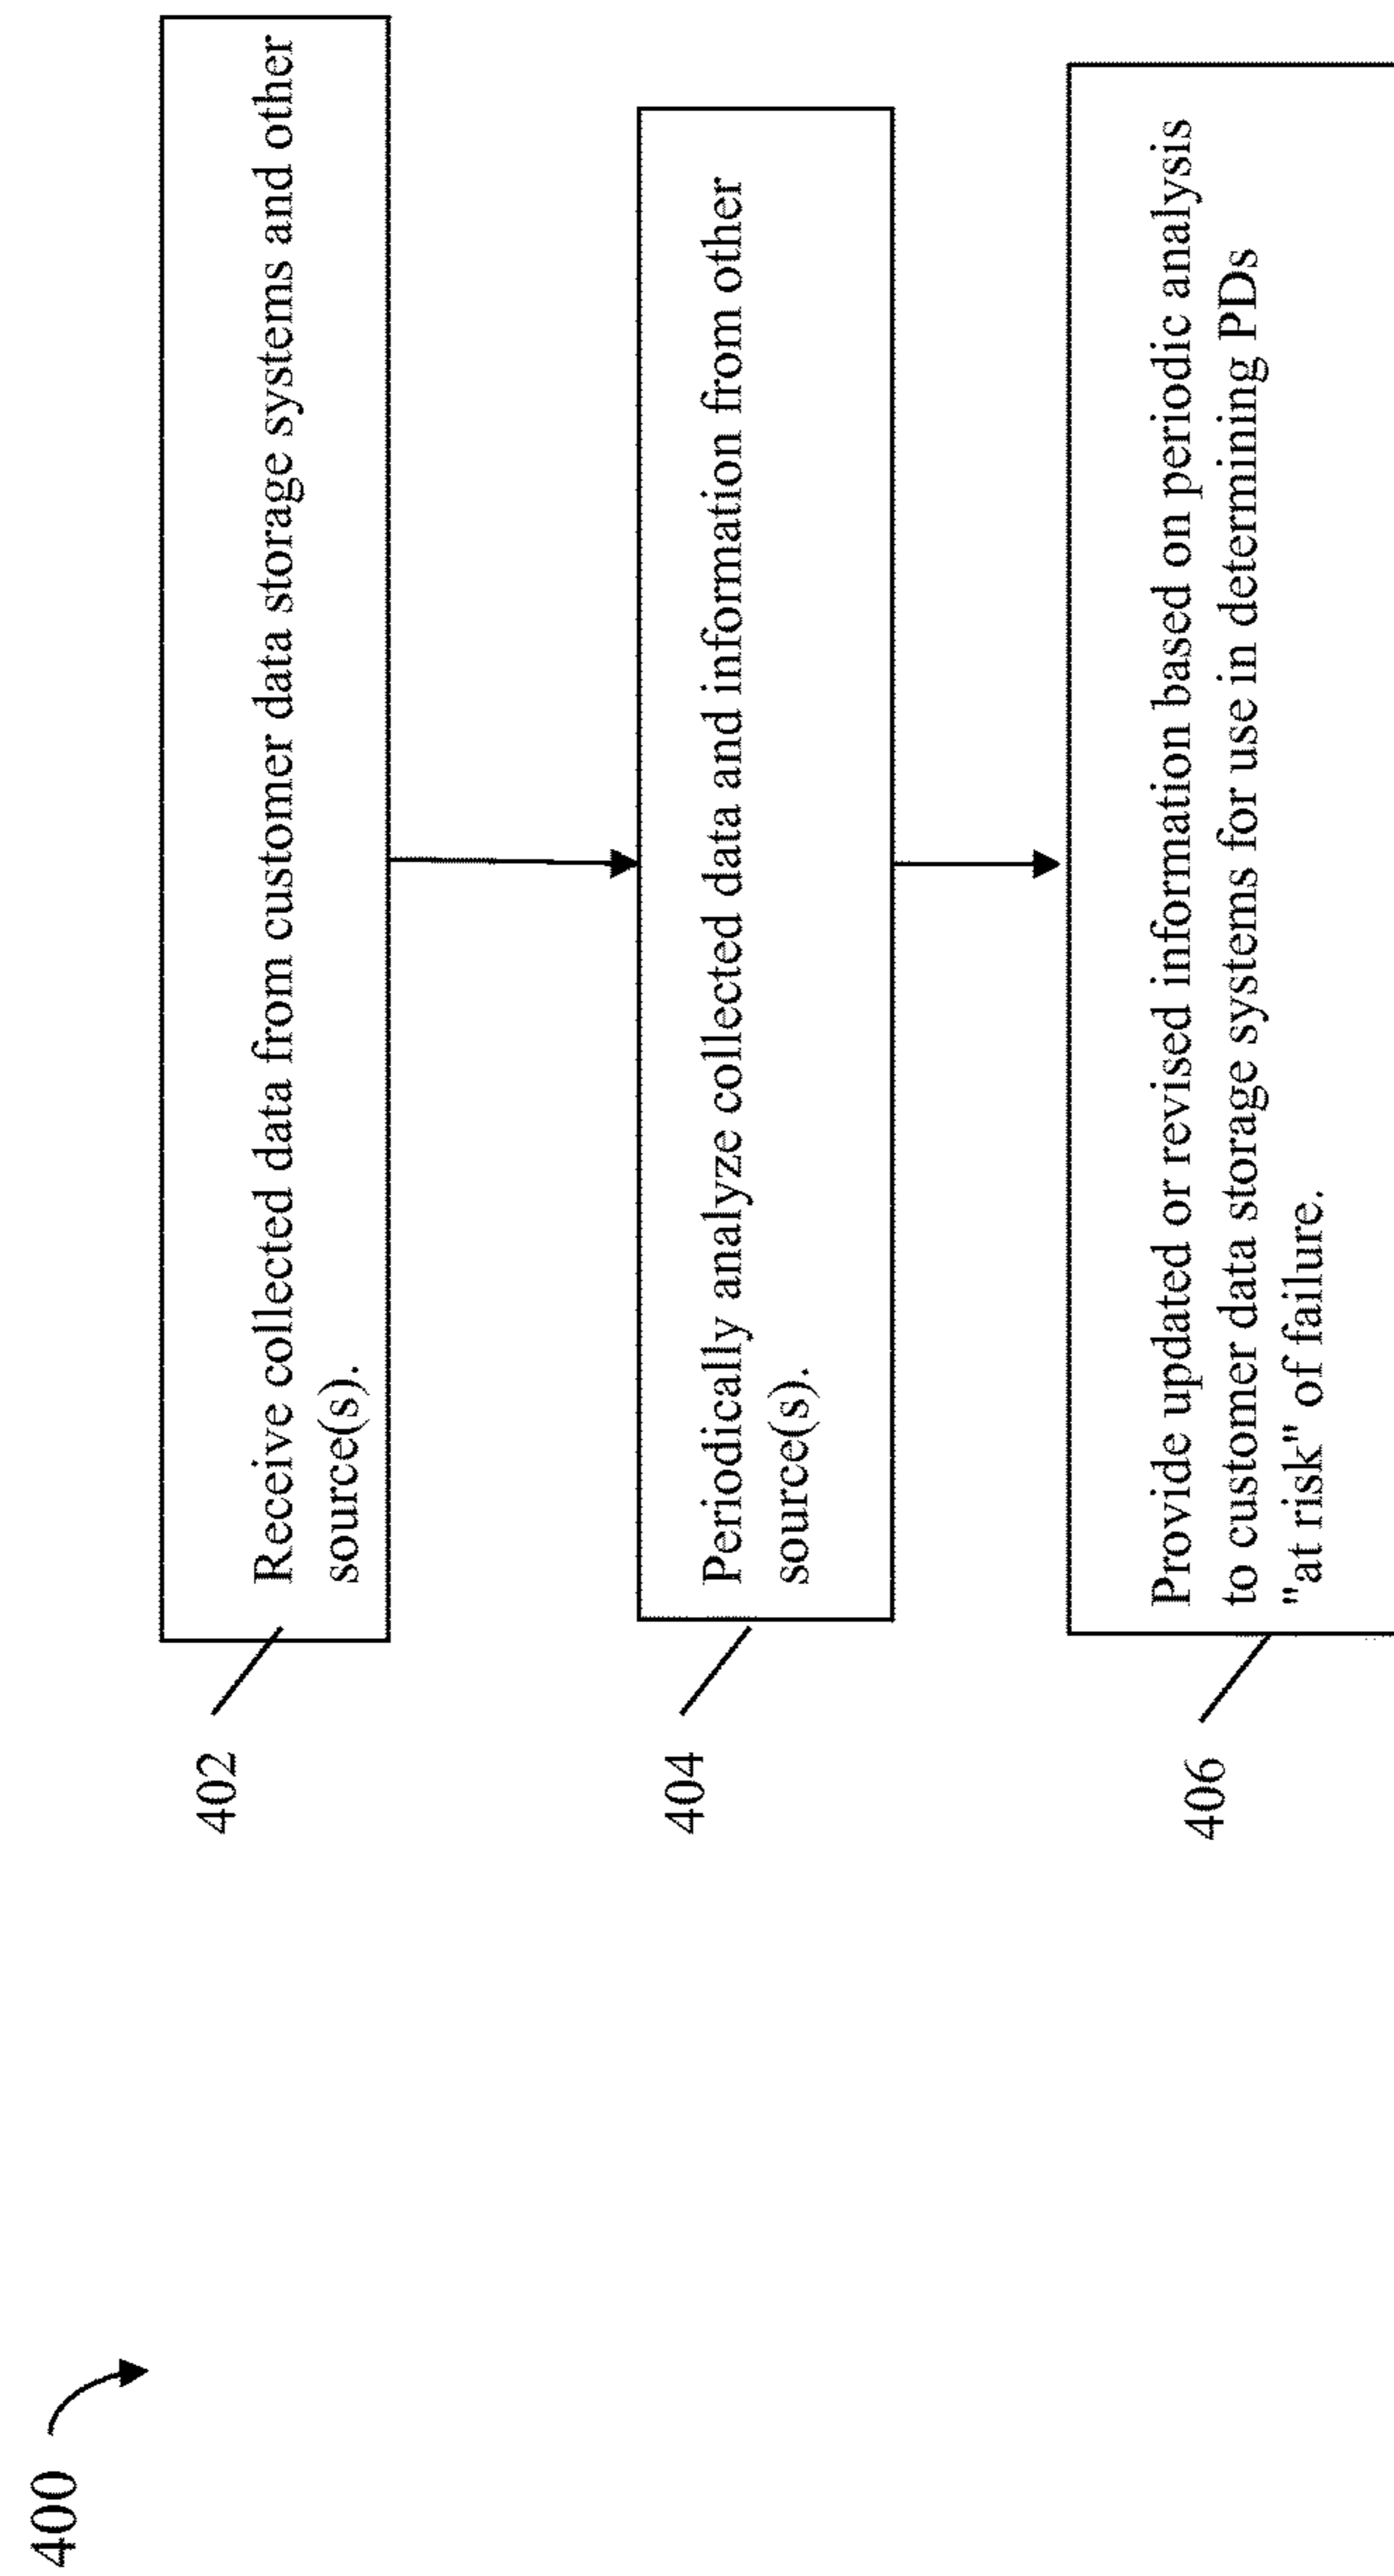 400
402
Receive collected data from customer data storage systems and other
source(s).
404
Periodically analyze collected data and information from other
source(s).
406
Provide updated or revised information based on periodic analysis
to customer data storage systems for use in determining PDs
"at risk" of failure.